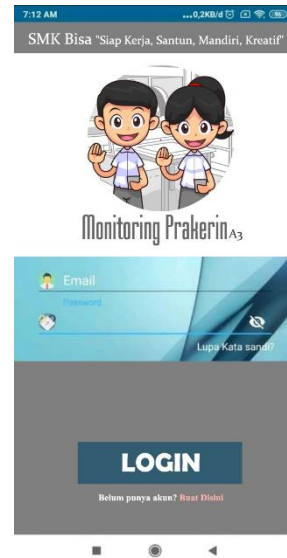 7:12 AM ...0,2KB/d
SMK Bisa "Siap Kerja, Santun, Mandiri, Kreatif"
Monitoring Prakerin A3
Email
Password
Lupa Kata sandi?
LOGIN
Belum punya akun? Buat Disini